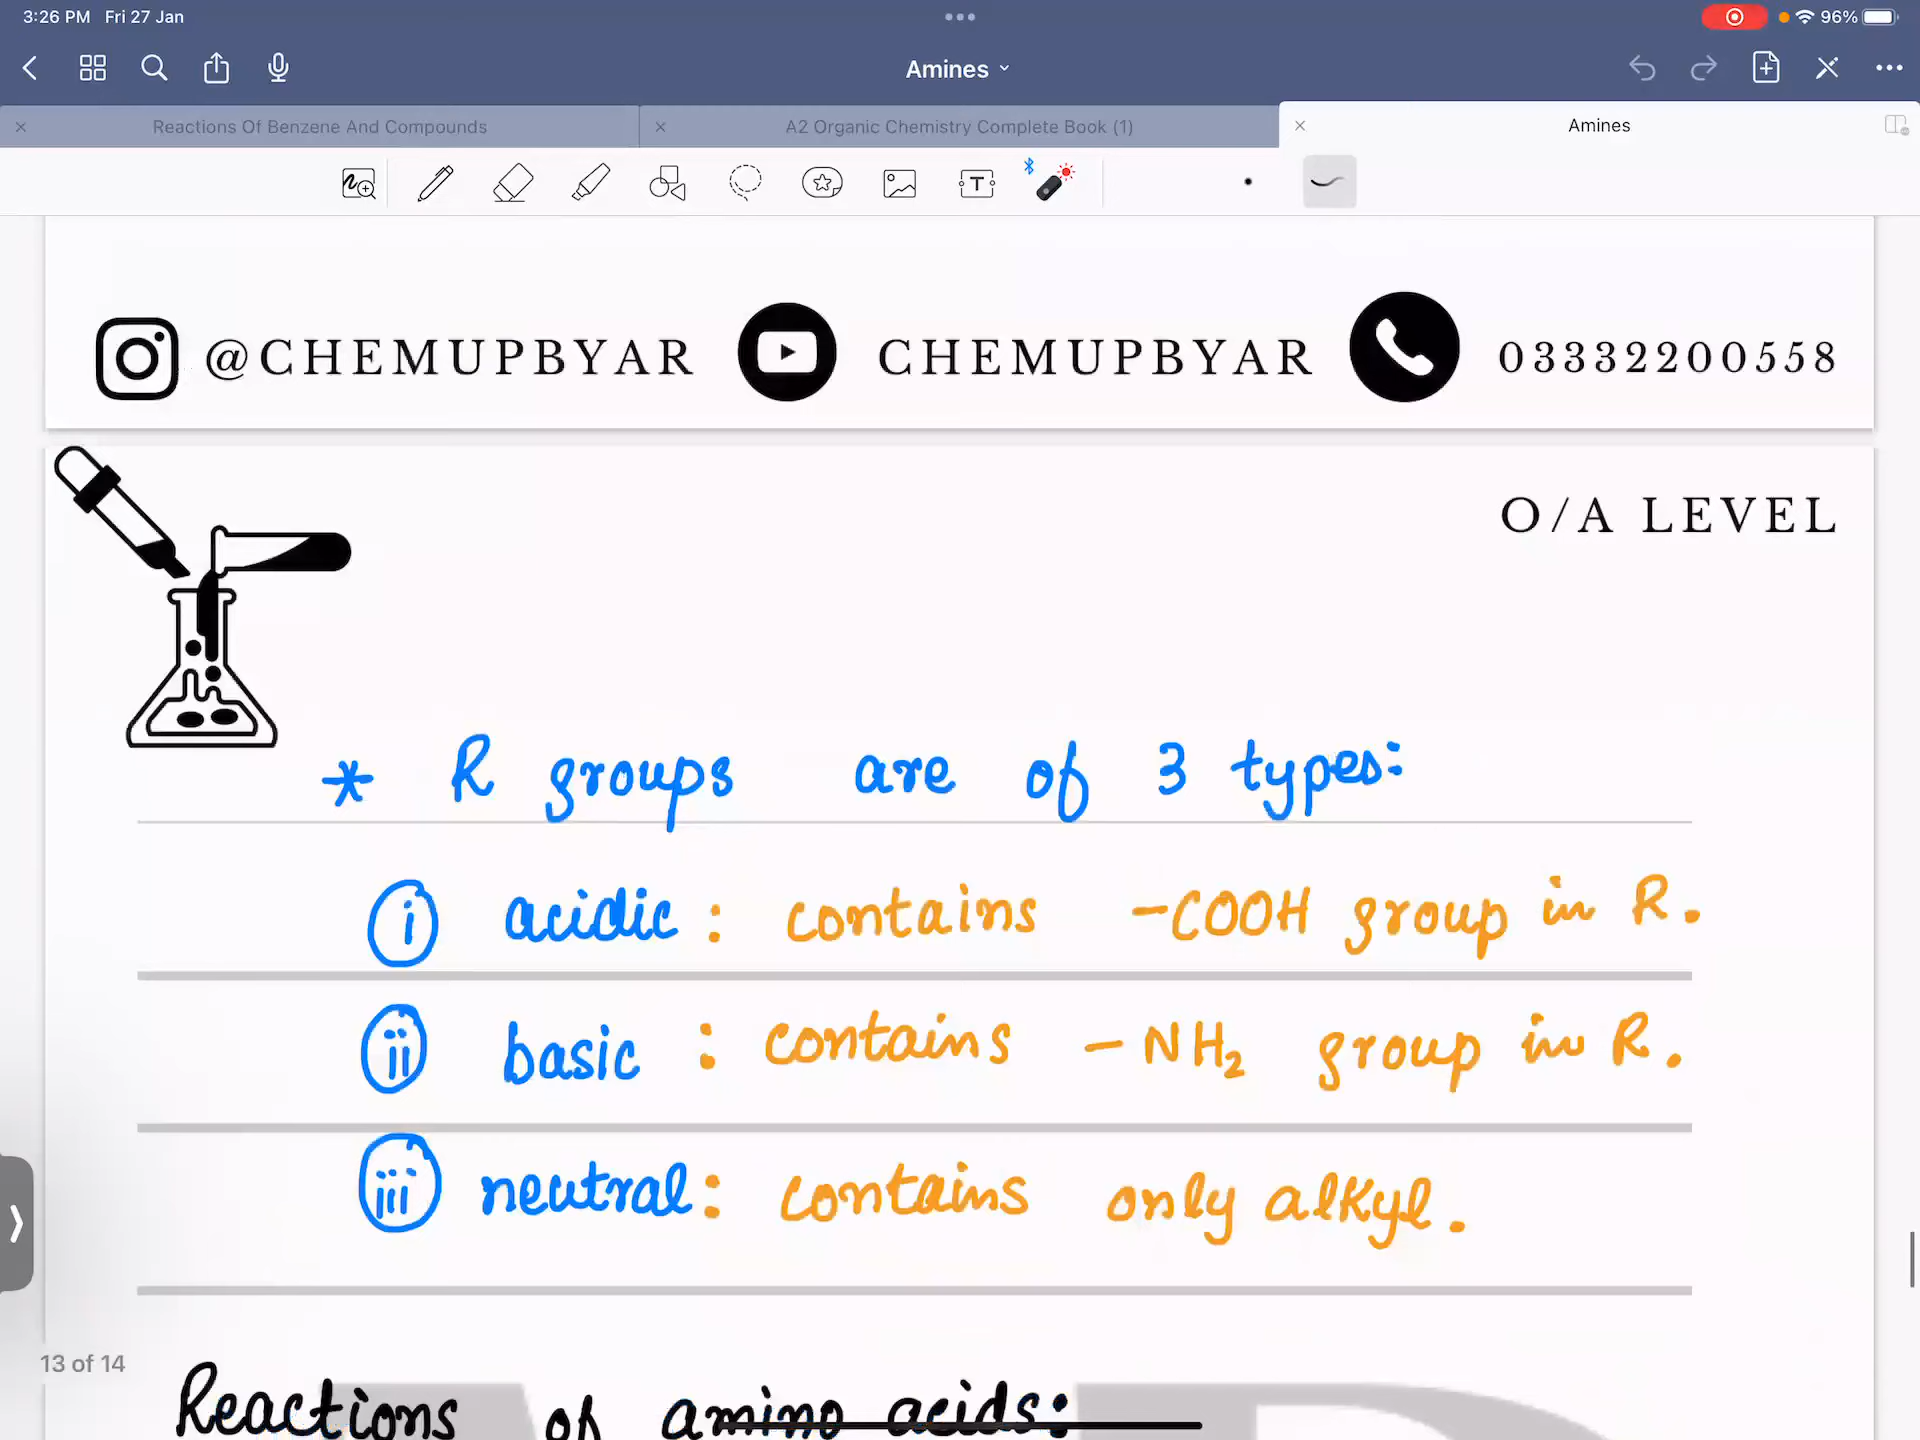 3:26 PM Fri 27 Jan 96%
Amines
Reactions Of Benzene And Compounds
A2 Organic Chemistry Complete Book (1)
Amines
T
@CHEMUPBYAR CHEMUPBYAR 03332200558
O/A LEVEL
* R groups are of 3 types:
i acidic : contains -COOH group in R.
ii basic : contains -NH₂ group in R.
iii neutral : contains only alkyl.
13 of 14
Reactions of amino acids: